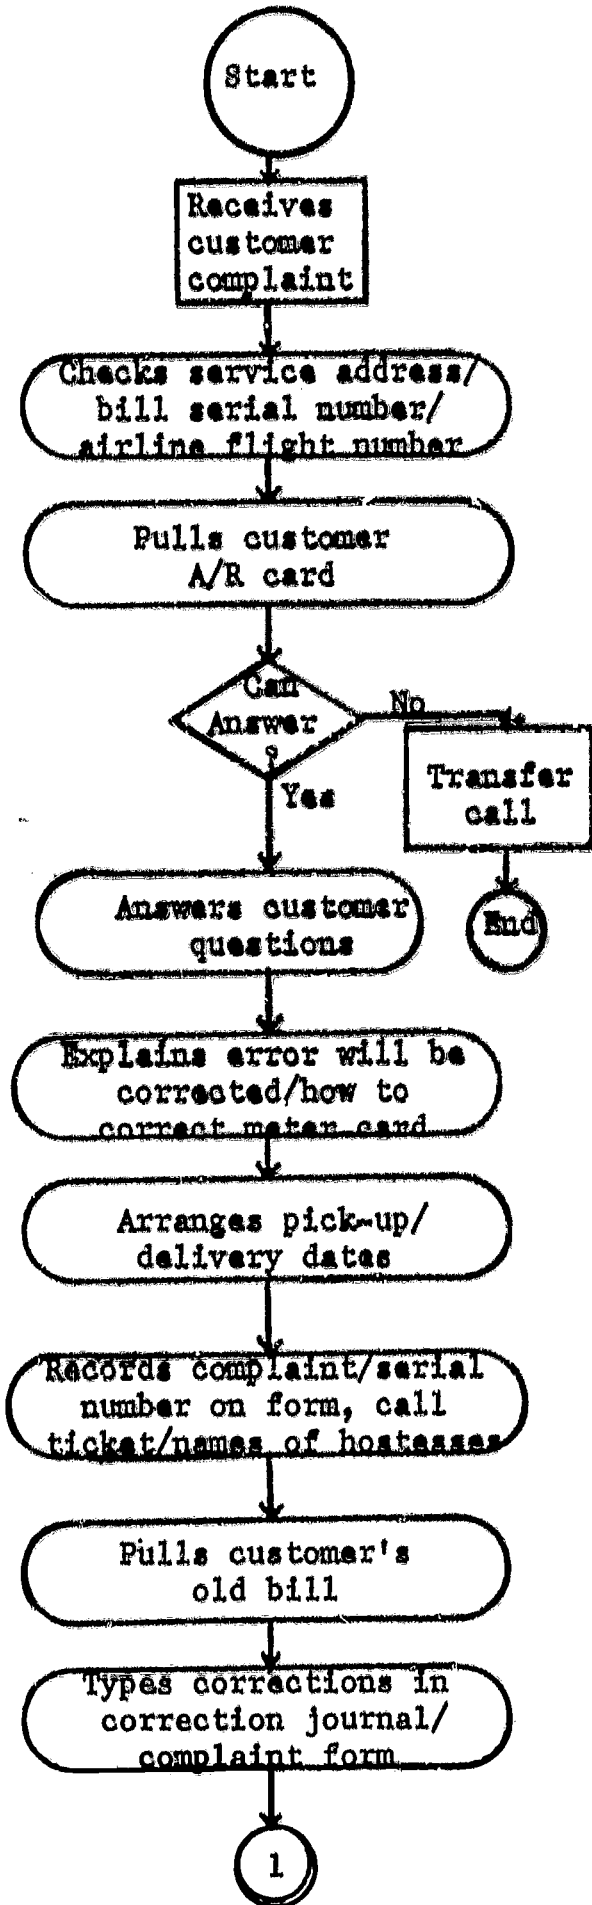 Start
Receives
customer
complaint
Checks service address/
bill serial number/
airline flight number
Pulls customer
A/R card
Can
Answer
?
No
Yes
Transfer
call
End
Answers customer
questions
Explains error will be
corrected/how to
correct meter card
Arranges pick-up/
delivery dates
Records complaint/serial
number on form, call
ticket/names of hostesses
Pulls customer's
old bill
Types corrections in
correction journal/
complaint form
1